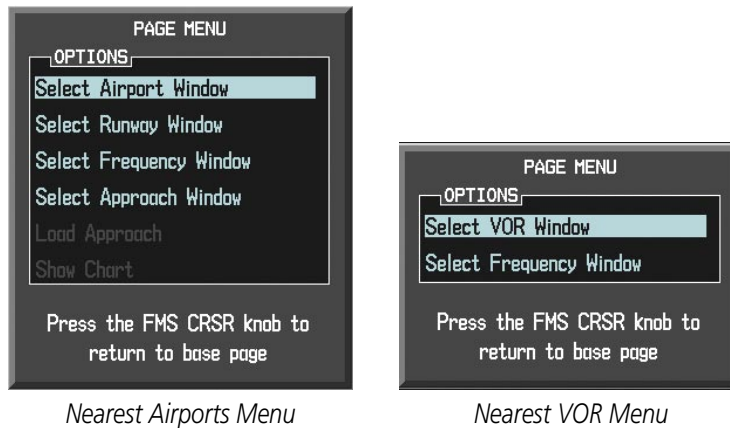 PAGE MENU
OPTIONS
Select Airport Window
Select Runway Window
Select Frequency Window
Select Approach Window
Load Approach
Show Chart
Press the FMS CRSR knob to
return to base page
Nearest Airports Menu
PAGE MENU
OPTIONS
Select VOR Window
Select Frequency Window
Press the FMS CRSR knob to
return to base page
Nearest VOR Menu